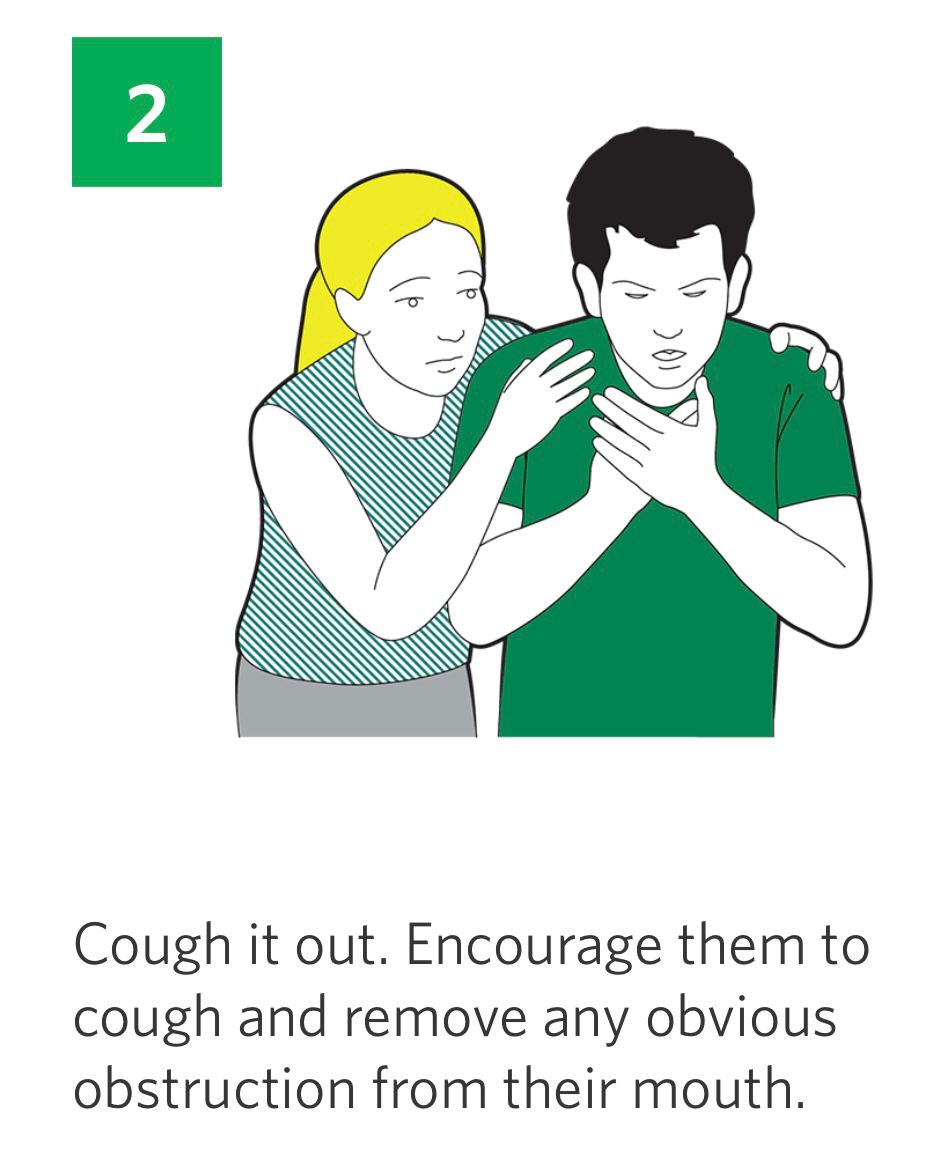 2
Cough it out. Encourage them to
cough and remove any obvious
obstruction from their mouth.